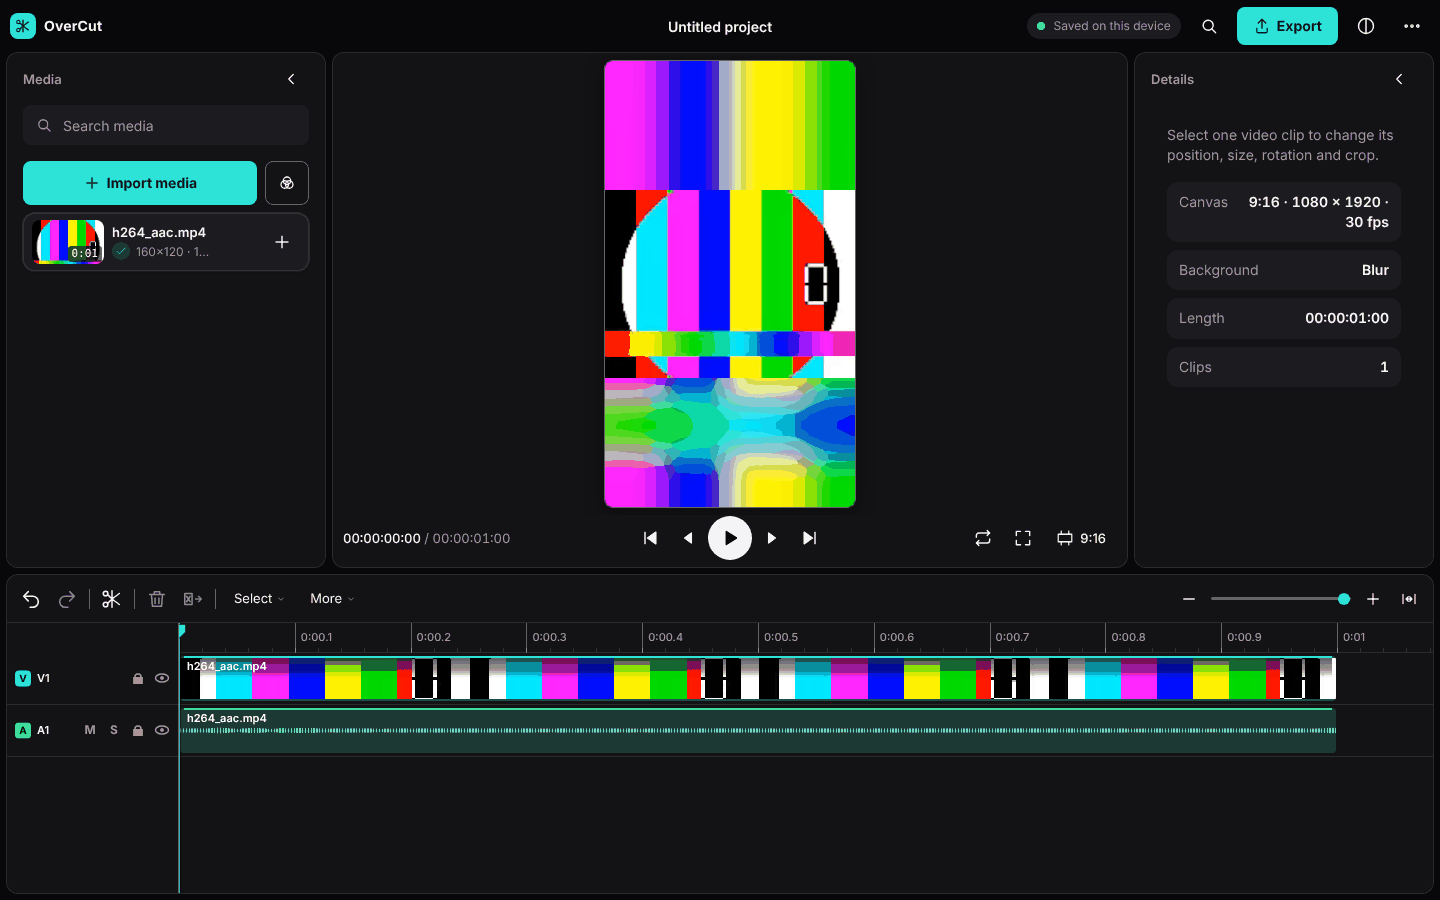 OverCut
Untitled project
Saved on this device
Export
Media
Search media
Import media
h264_aac.mp4
0:01
160×120 · 1...
0
00:00:00:00 / 00:00:01:00
9:16
Details
Select one video clip to change its
position, size, rotation and crop.
Canvas 9:16 · 1080 × 1920 ·
30 fps
Background Blur
Length 00:00:01:00
Clips 1
Select
More
0:00.1 0:00.2 0:00.3 0:00.4 0:00.5 0:00.6 0:00.7 0:00.8 0:00.9 0:01
V V1
h264_aac.mp4
A A1 M S
h264_aac.mp4